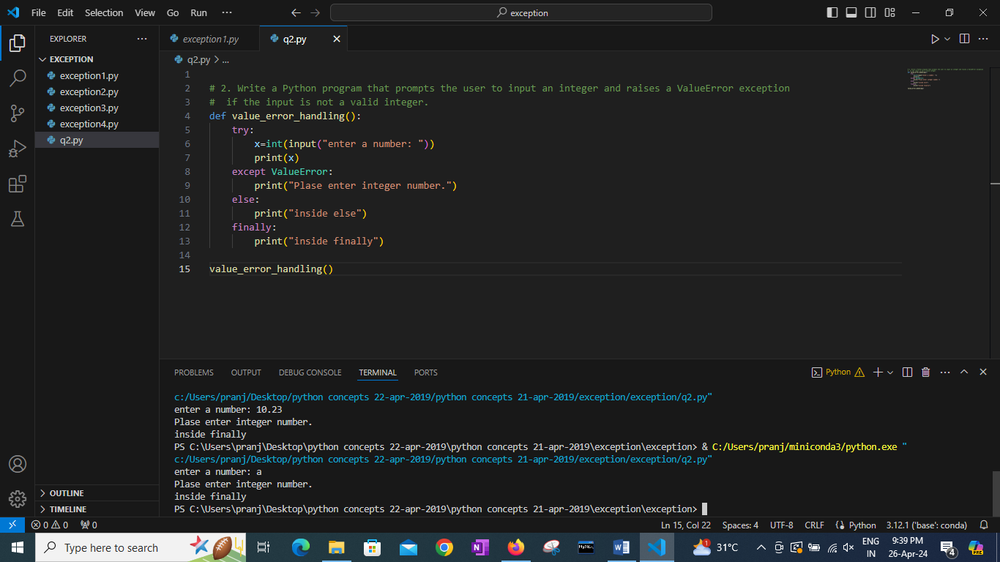 File Edit Selection View Go Run ··· exception
EXPLORER ···
EXCEPTION
exception1.py
exception2.py
exception3.py
exception4.py
q2.py
OUTLINE
TIMELINE
exception1.py q2.py
q2.py > ...
1
2 # 2. Write a Python program that prompts the user to input an integer and raises a ValueError exception
3 #  if the input is not a valid integer.
4 def value_error_handling():
5     try:
6         x=int(input("enter a number: "))
7         print(x)
8     except ValueError:
9         print("Plase enter integer number.")
10     else:
11         print("inside else")
12     finally:
13         print("inside finally")
14
15 value_error_handling()
PROBLEMS OUTPUT DEBUG CONSOLE TERMINAL PORTS Python
c:/Users/pranj/Desktop/python concepts 22-apr-2019/python concepts 21-apr-2019/exception/exception/q2.py"
enter a number: 10.23
Plase enter integer number.
inside finally
PS C:\Users\pranj\Desktop\python concepts 22-apr-2019\python concepts 21-apr-2019\exception\exception> & C:/Users/pranj/miniconda3/python.exe "
c:/Users/pranj/Desktop/python concepts 22-apr-2019/python concepts 21-apr-2019/exception/exception/q2.py"
enter a number: a
Plase enter integer number.
inside finally
PS C:\Users\pranj\Desktop\python concepts 22-apr-2019\python concepts 21-apr-2019\exception\exception>
0 0 0 Ln 15, Col 22 Spaces: 4 UTF-8 CRLF Python 3.12.1 ('base': conda)
Type here to search 1 31°C ENG IN 9:39 PM 26-Apr-24 4